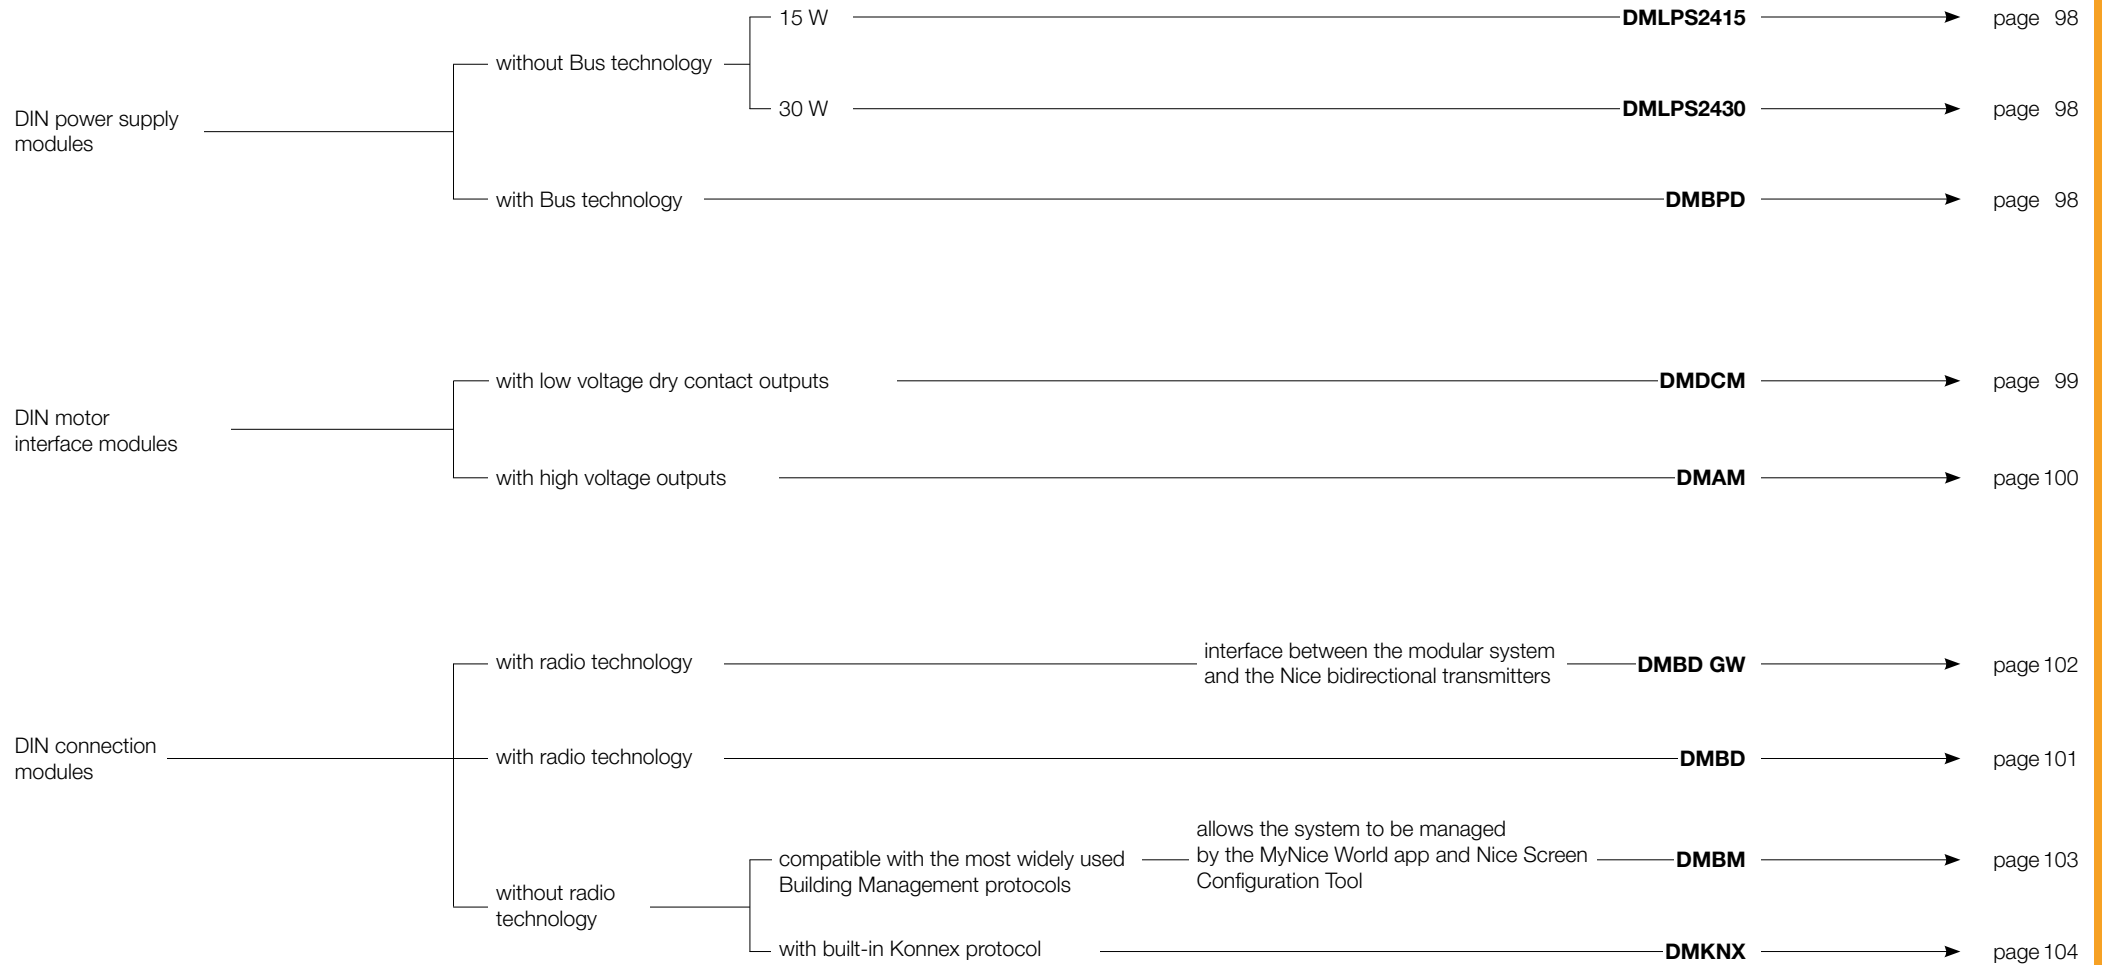 DIN power supply
modules
without Bus technology
15 W
DMLPS2415
page 98
30 W
DMLPS2430
page 98
with Bus technology
DMBPD
page 98
DIN motor
interface modules
with low voltage dry contact outputs
DMDCM
page 99
with high voltage outputs
DMAM
page 100
DIN connection
modules
with radio technology
interface between the modular system
and the Nice bidirectional transmitters
DMBD GW
page 102
with radio technology
DMBD
page 101
without radio
technology
compatible with the most widely used
Building Management protocols
allows the system to be managed
by the MyNice World app and Nice Screen
Configuration Tool
DMBM
page 103
with built-in Konnex protocol
DMKNX
page 104